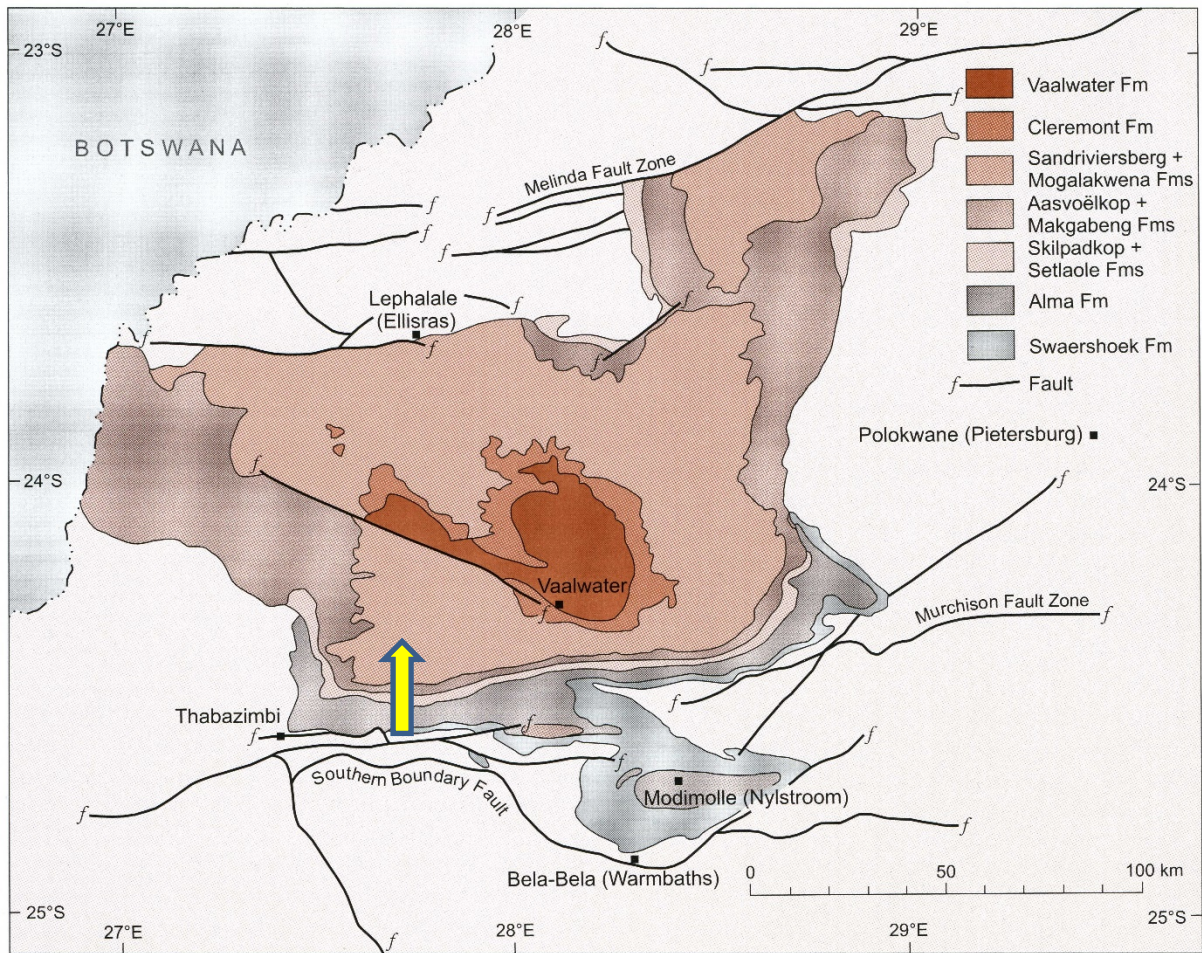 27°E
28°E
29°E
23°S
BOTSWANA
f
f
f
Melinda Fault Zone
f
f
f
f
f
Lephalale
(Ellisras)
f
f
f
f
f
Vaalwater Fm
Cleremont Fm
Sandriviersberg +
Mogalakwena Fms
Aasvoëlkop +
Makgabeng Fms
Skilpadkop +
Setlaole Fms
Alma Fm
Swaershoek Fm
f Fault
Polokwane (Pietersburg)
24°S
24°S
f
f
Vaalwater
f
Murchison Fault Zone
f
f
Thabazimbi
f
f
f
f
Southern Boundary
Fault
Modimolle (Nylstroom)
f
f
Bela-Bela (Warmbaths)
0 50 100 km
25°S
25°S
f
27°E
28°E
29°E